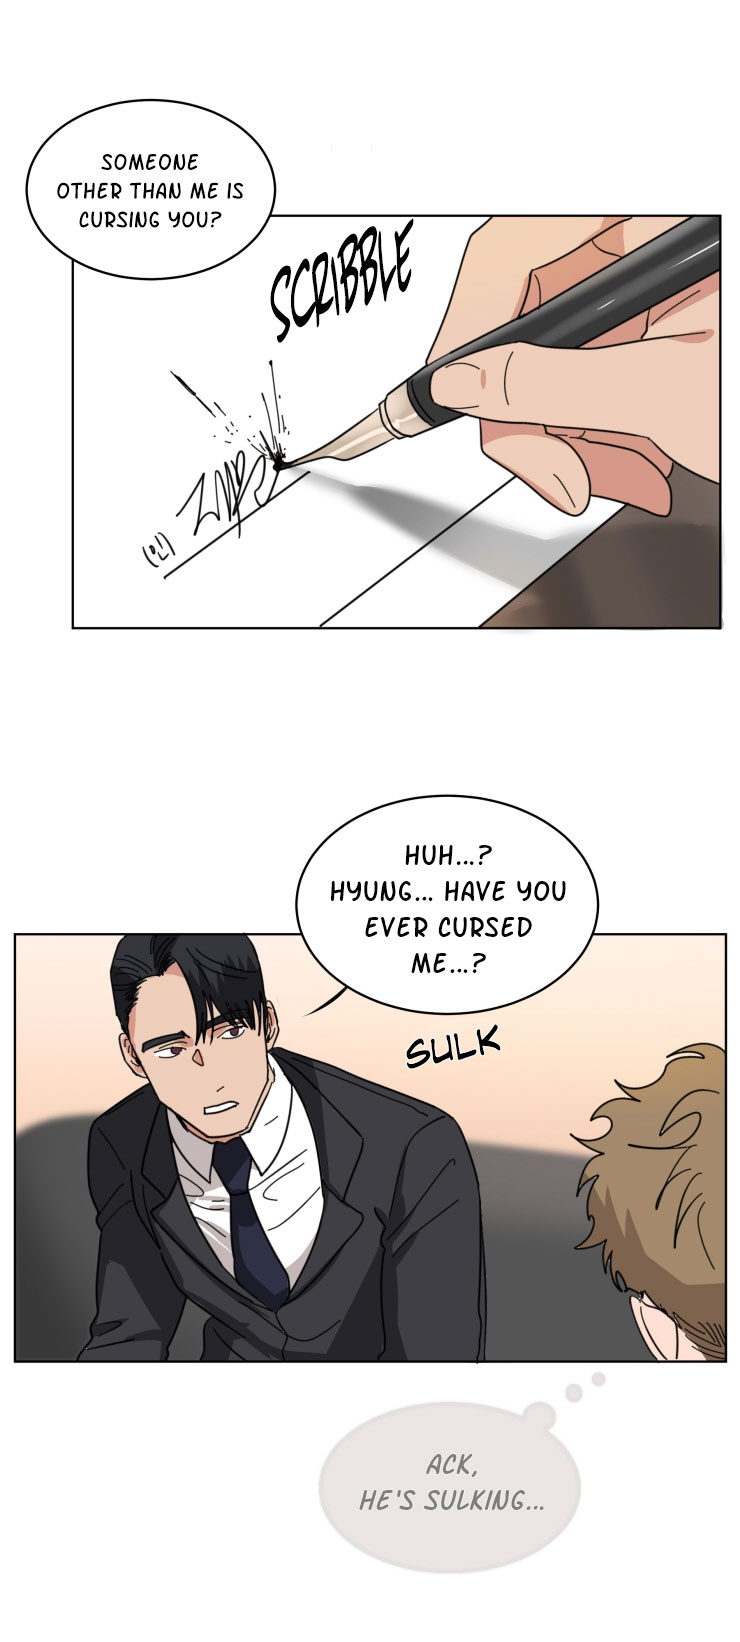 SOMEONE
OTHER THAN ME IS
CURSING YOU?
SCRIBBLE
(인)
HUH...?
HYUNG... HAVE YOU
EVER CURSED
ME...?
SULK
ACK,
HE'S SULKING...